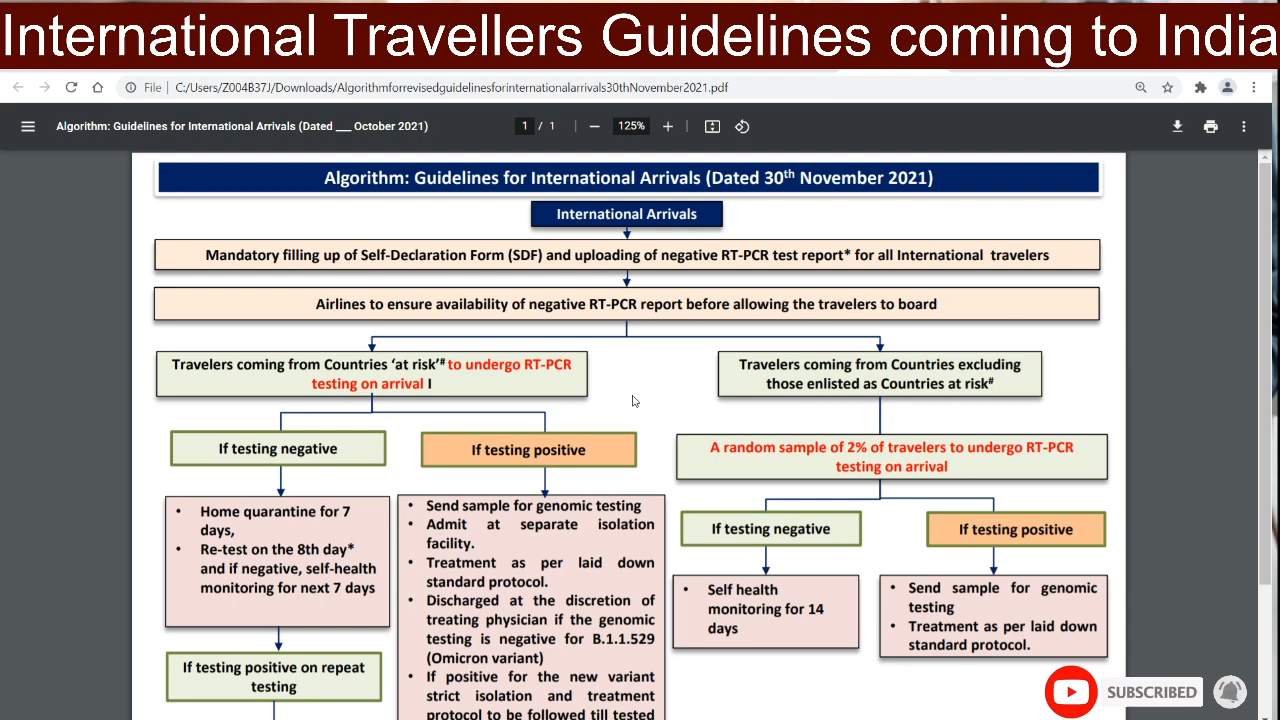 International Travellers Guidelines coming to India
File | C:/Users/Z004B37J/Downloads/Algorithmforrevisedguidelinesforinternationalarrivals30thNovember2021.pdf
Algorithm: Guidelines for International Arrivals (Dated ___ October 2021)
1 / 1
125%
Algorithm: Guidelines for International Arrivals (Dated 30th November 2021)
International Arrivals
Mandatory filling up of Self-Declaration Form (SDF) and uploading of negative RT-PCR test report* for all International travelers
Airlines to ensure availability of negative RT-PCR report before allowing the travelers to board
Travelers coming from Countries ‘at risk’# to undergo RT-PCR
testing on arrival I
Travelers coming from Countries excluding
those enlisted as Countries at risk#
If testing negative
If testing positive
A random sample of 2% of travelers to undergo RT-PCR
testing on arrival
• Home quarantine for 7
days,
• Re-test on the 8th day*
and if negative, self-health
monitoring for next 7 days
• Send sample for genomic testing
• Admit at separate isolation
facility.
• Treatment as per laid down
standard protocol.
• Discharged at the discretion of
treating physician if the genomic
testing is negative for B.1.1.529
(Omicron variant)
• If positive for the new variant
strict isolation and treatment
protocol to be followed till tested
If testing negative
If testing positive
• Self health
monitoring for 14
days
• Send sample for genomic
testing
• Treatment as per laid down
standard protocol.
If testing positive on repeat
testing
SUBSCRIBED